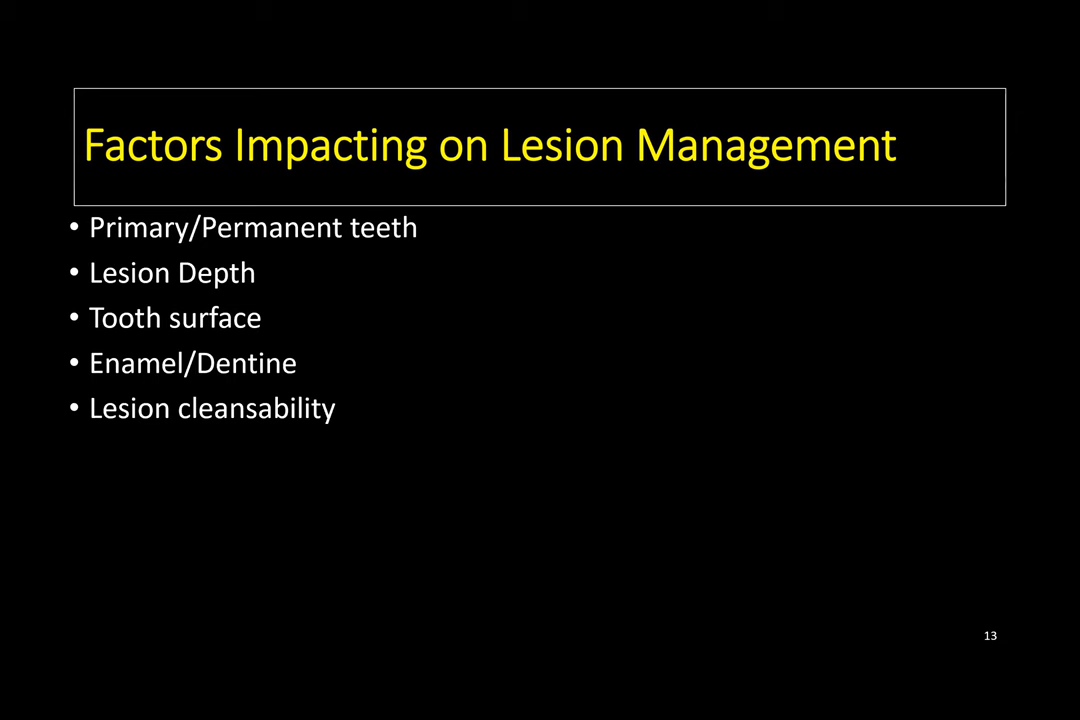 Factors Impacting on Lesion Management
• Primary/Permanent teeth
• Lesion Depth
• Tooth surface
• Enamel/Dentine
• Lesion cleansability
13